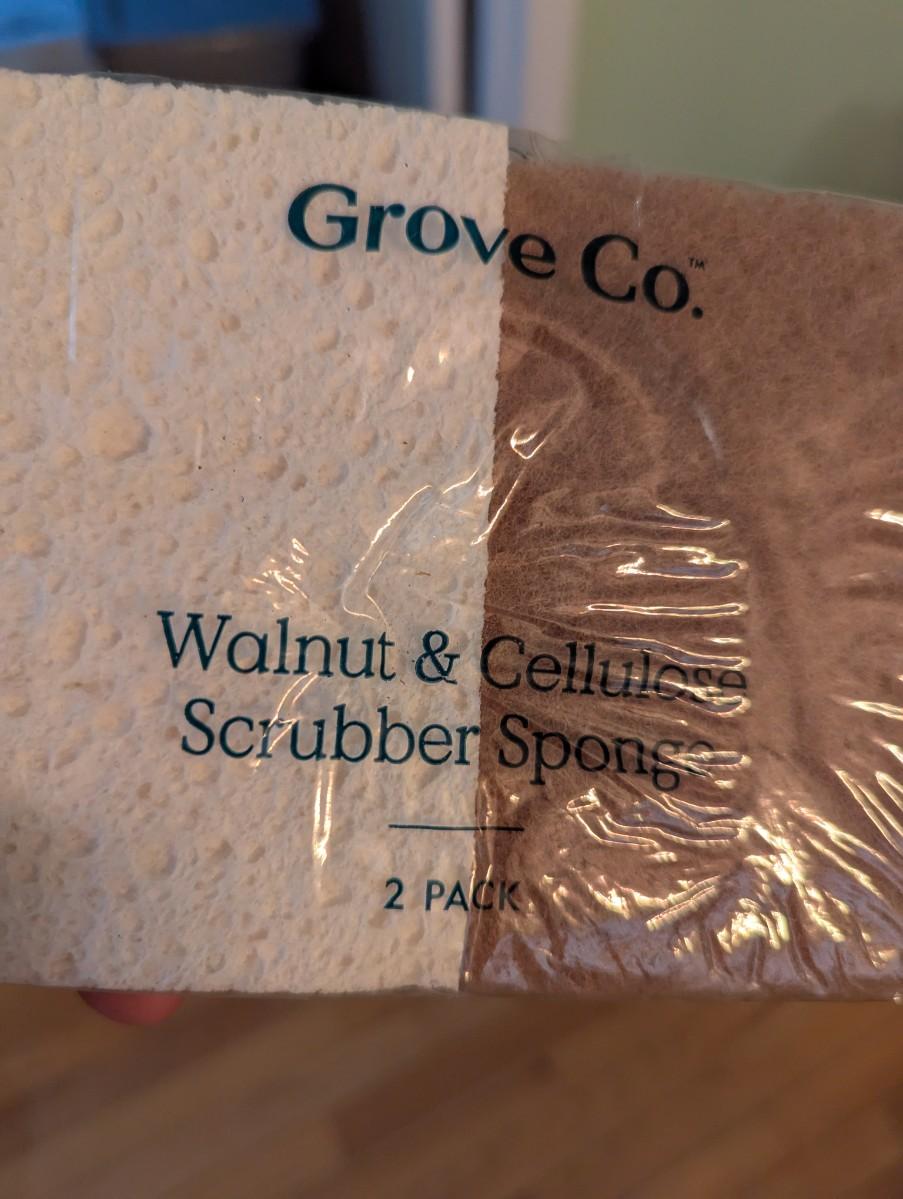 Grove Co.™
Walnut & Cellulose
Scrubber Sponge
2 PACK